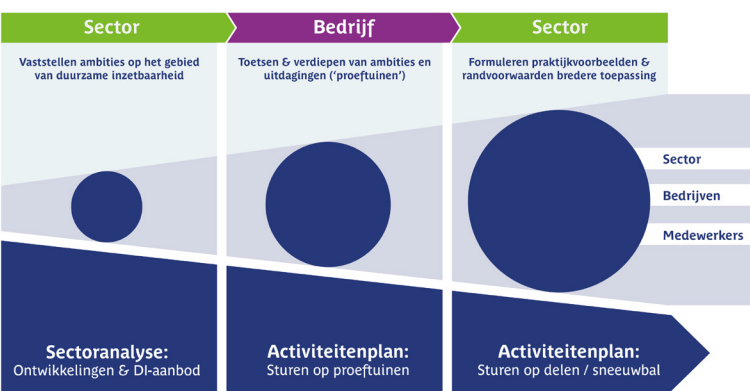 Sector
Vaststellen ambities op het gebied
van duurzame inzetbaarheid
Bedrijf
Toetsen & verdiepen van ambities en
uitdagingen (‘proeftuinen’)
Sector
Formuleren praktijkvoorbeelden &
randvoorwaarden bredere toepassing
Sector
Bedrijven
Medewerkers
Sectoranalyse:
Ontwikkelingen & DI-aanbod
Activiteitenplan:
Sturen op proeftuinen
Activiteitenplan:
Sturen op delen / sneeuwbal